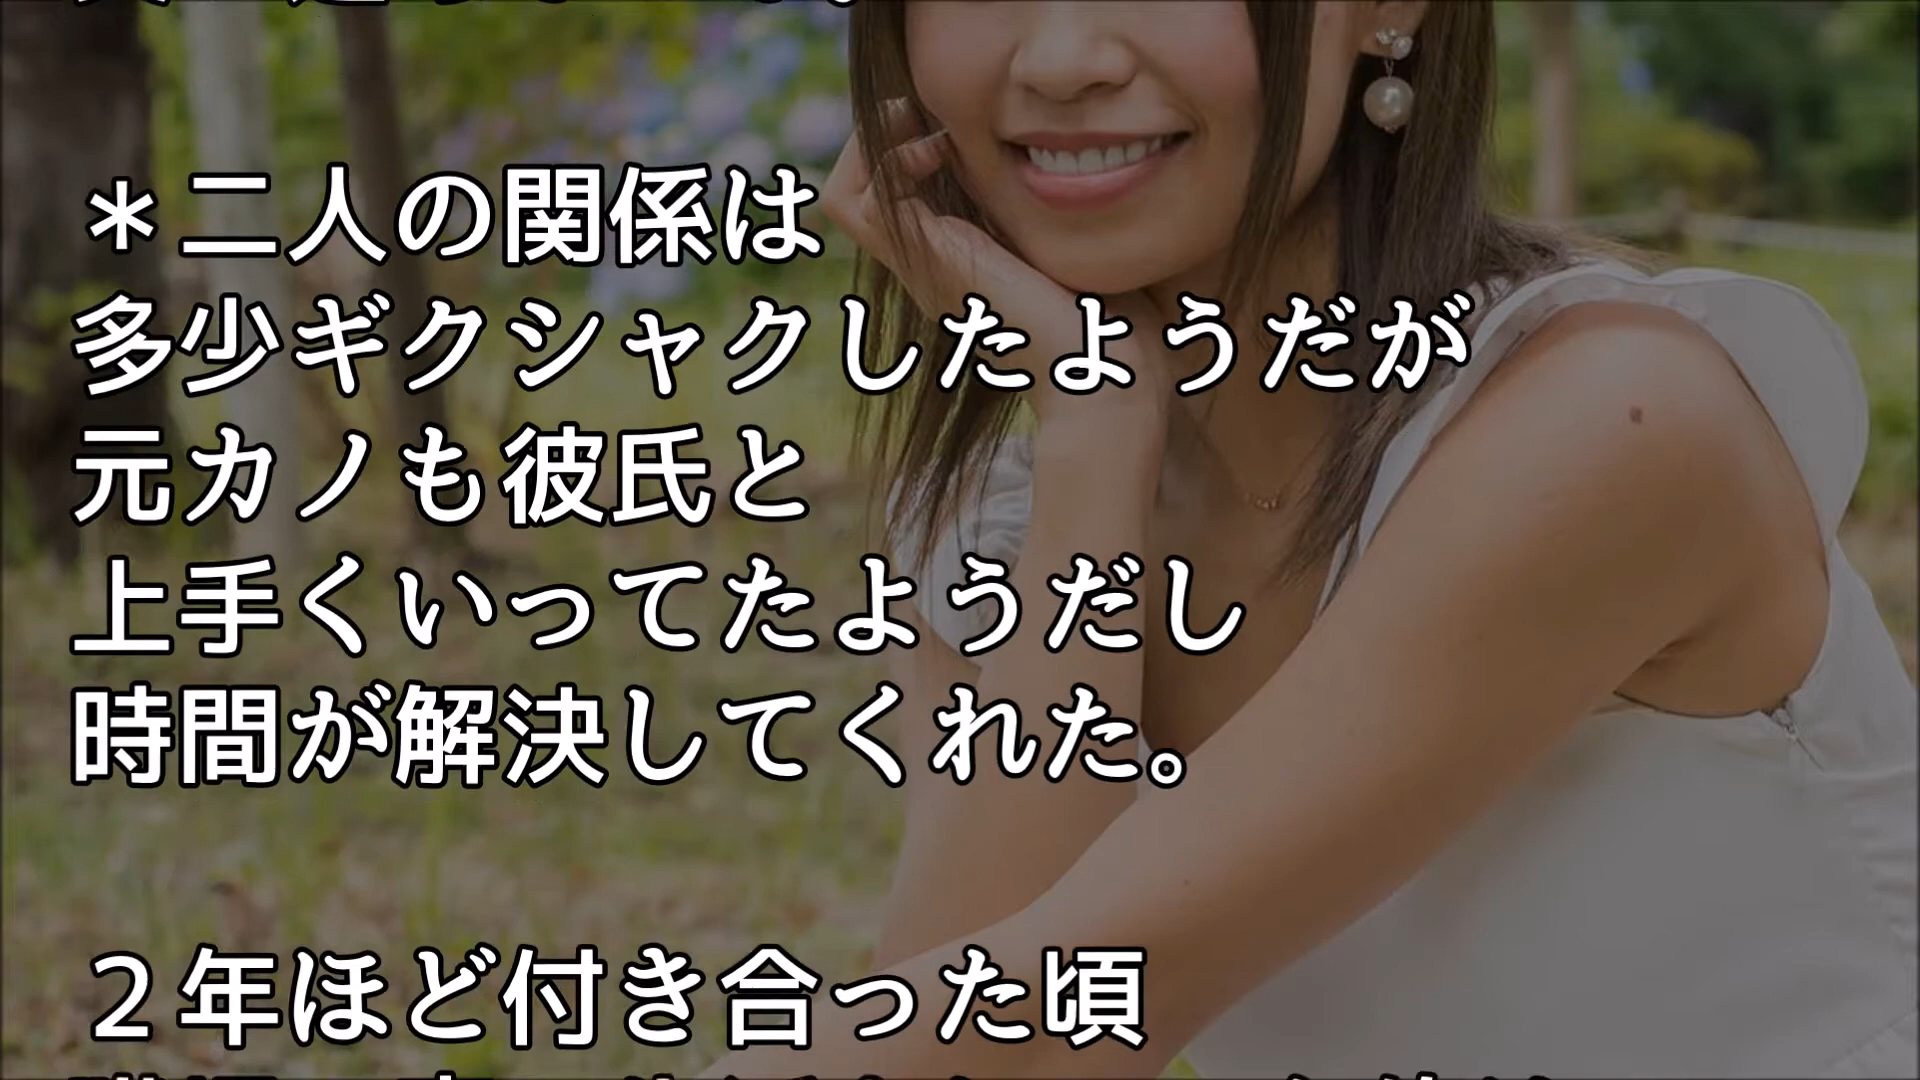 ＊二人の関係は
多少ギクシャクしたようだが
元カノも彼氏と
上手くいってたようだし
時間が解決してくれた。
２年ほど付き合った頃